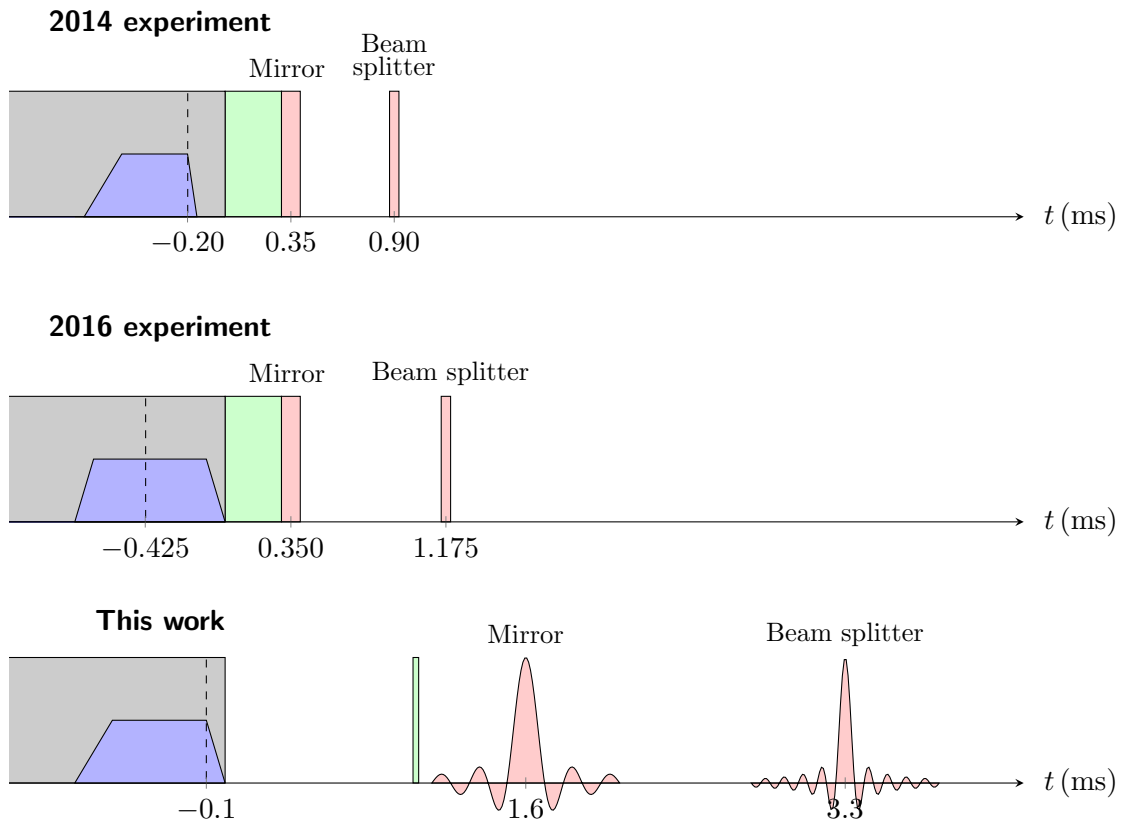 2014 experiment
Mirror
Beam
splitter
−0.20 0.35 0.90
t (ms)
2016 experiment
Mirror
Beam splitter
−0.425 0.350 1.175
t (ms)
This work
Mirror
Beam splitter
−0.1 1.6 3.3
t (ms)